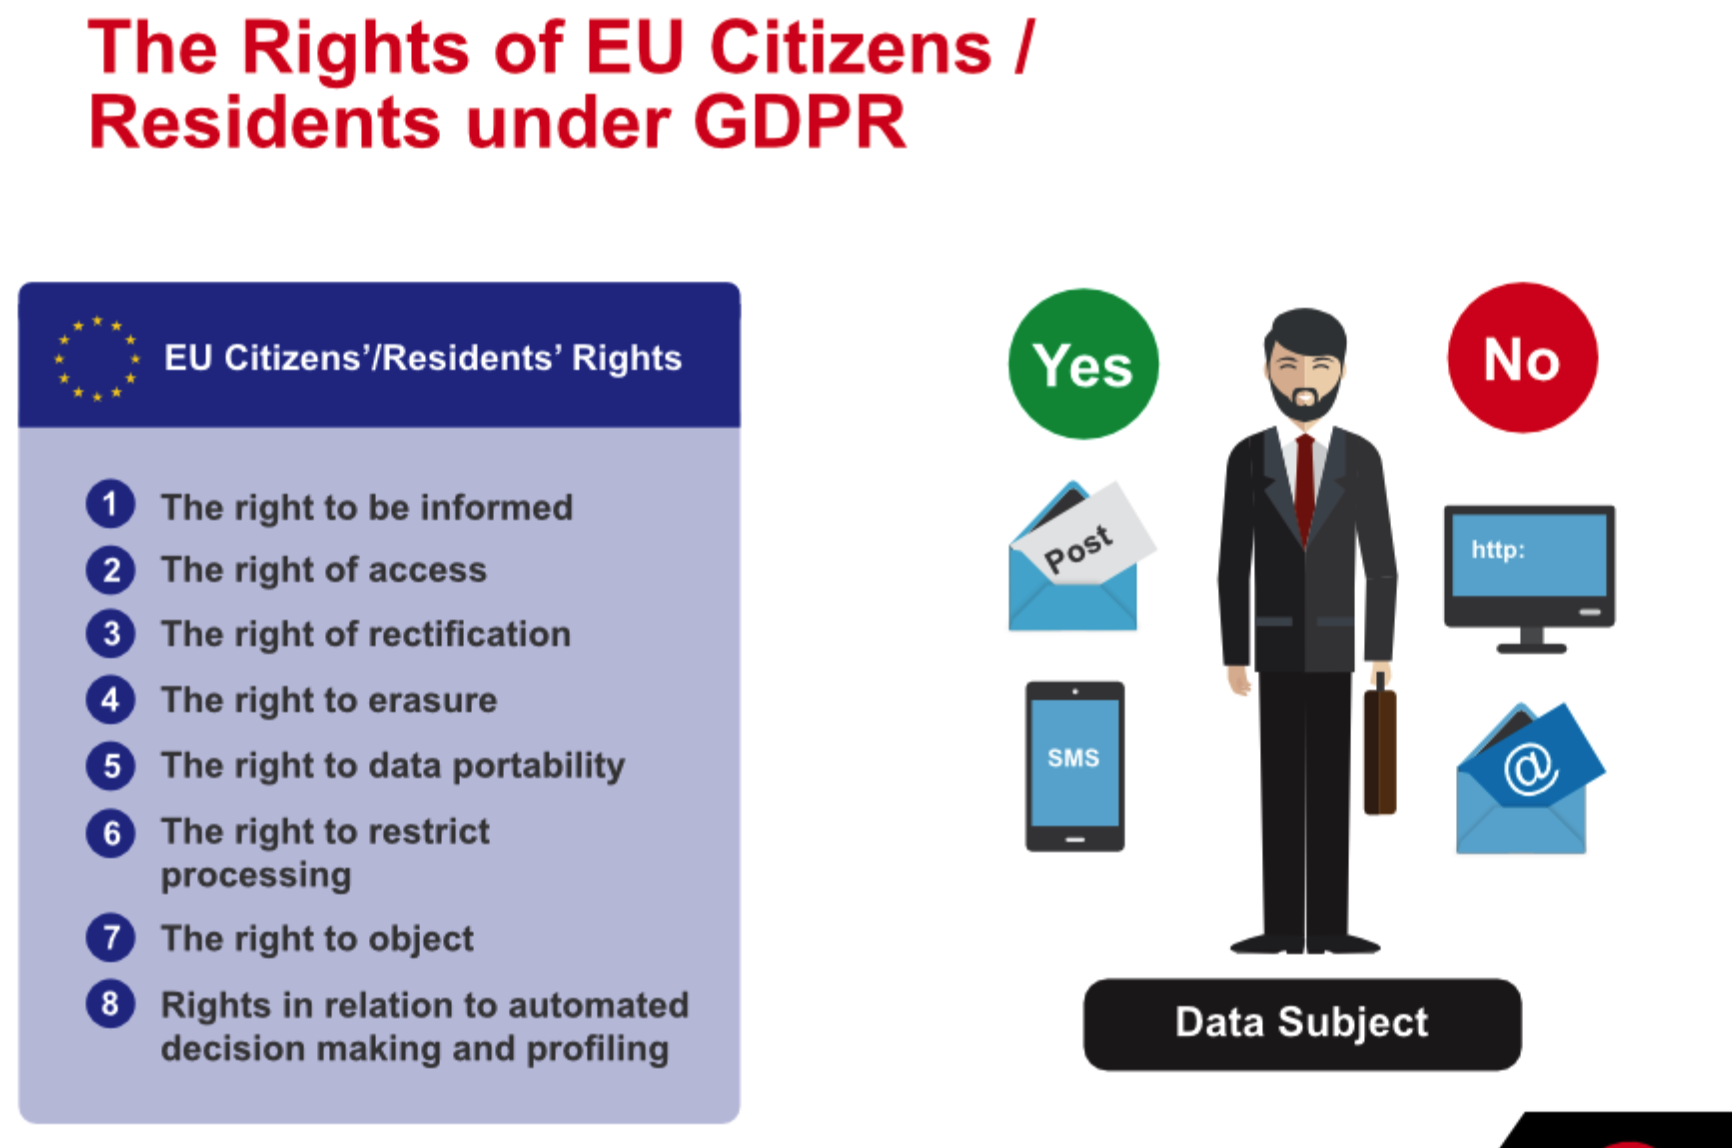 The Rights of EU Citizens /
Residents under GDPR
EU Citizens’/Residents’ Rights
1 The right to be informed
2 The right of access
3 The right of rectification
4 The right to erasure
5 The right to data portability
6 The right to restrict
processing
7 The right to object
8 Rights in relation to automated
decision making and profiling
Yes
No
Post
http:
SMS
@
Data Subject